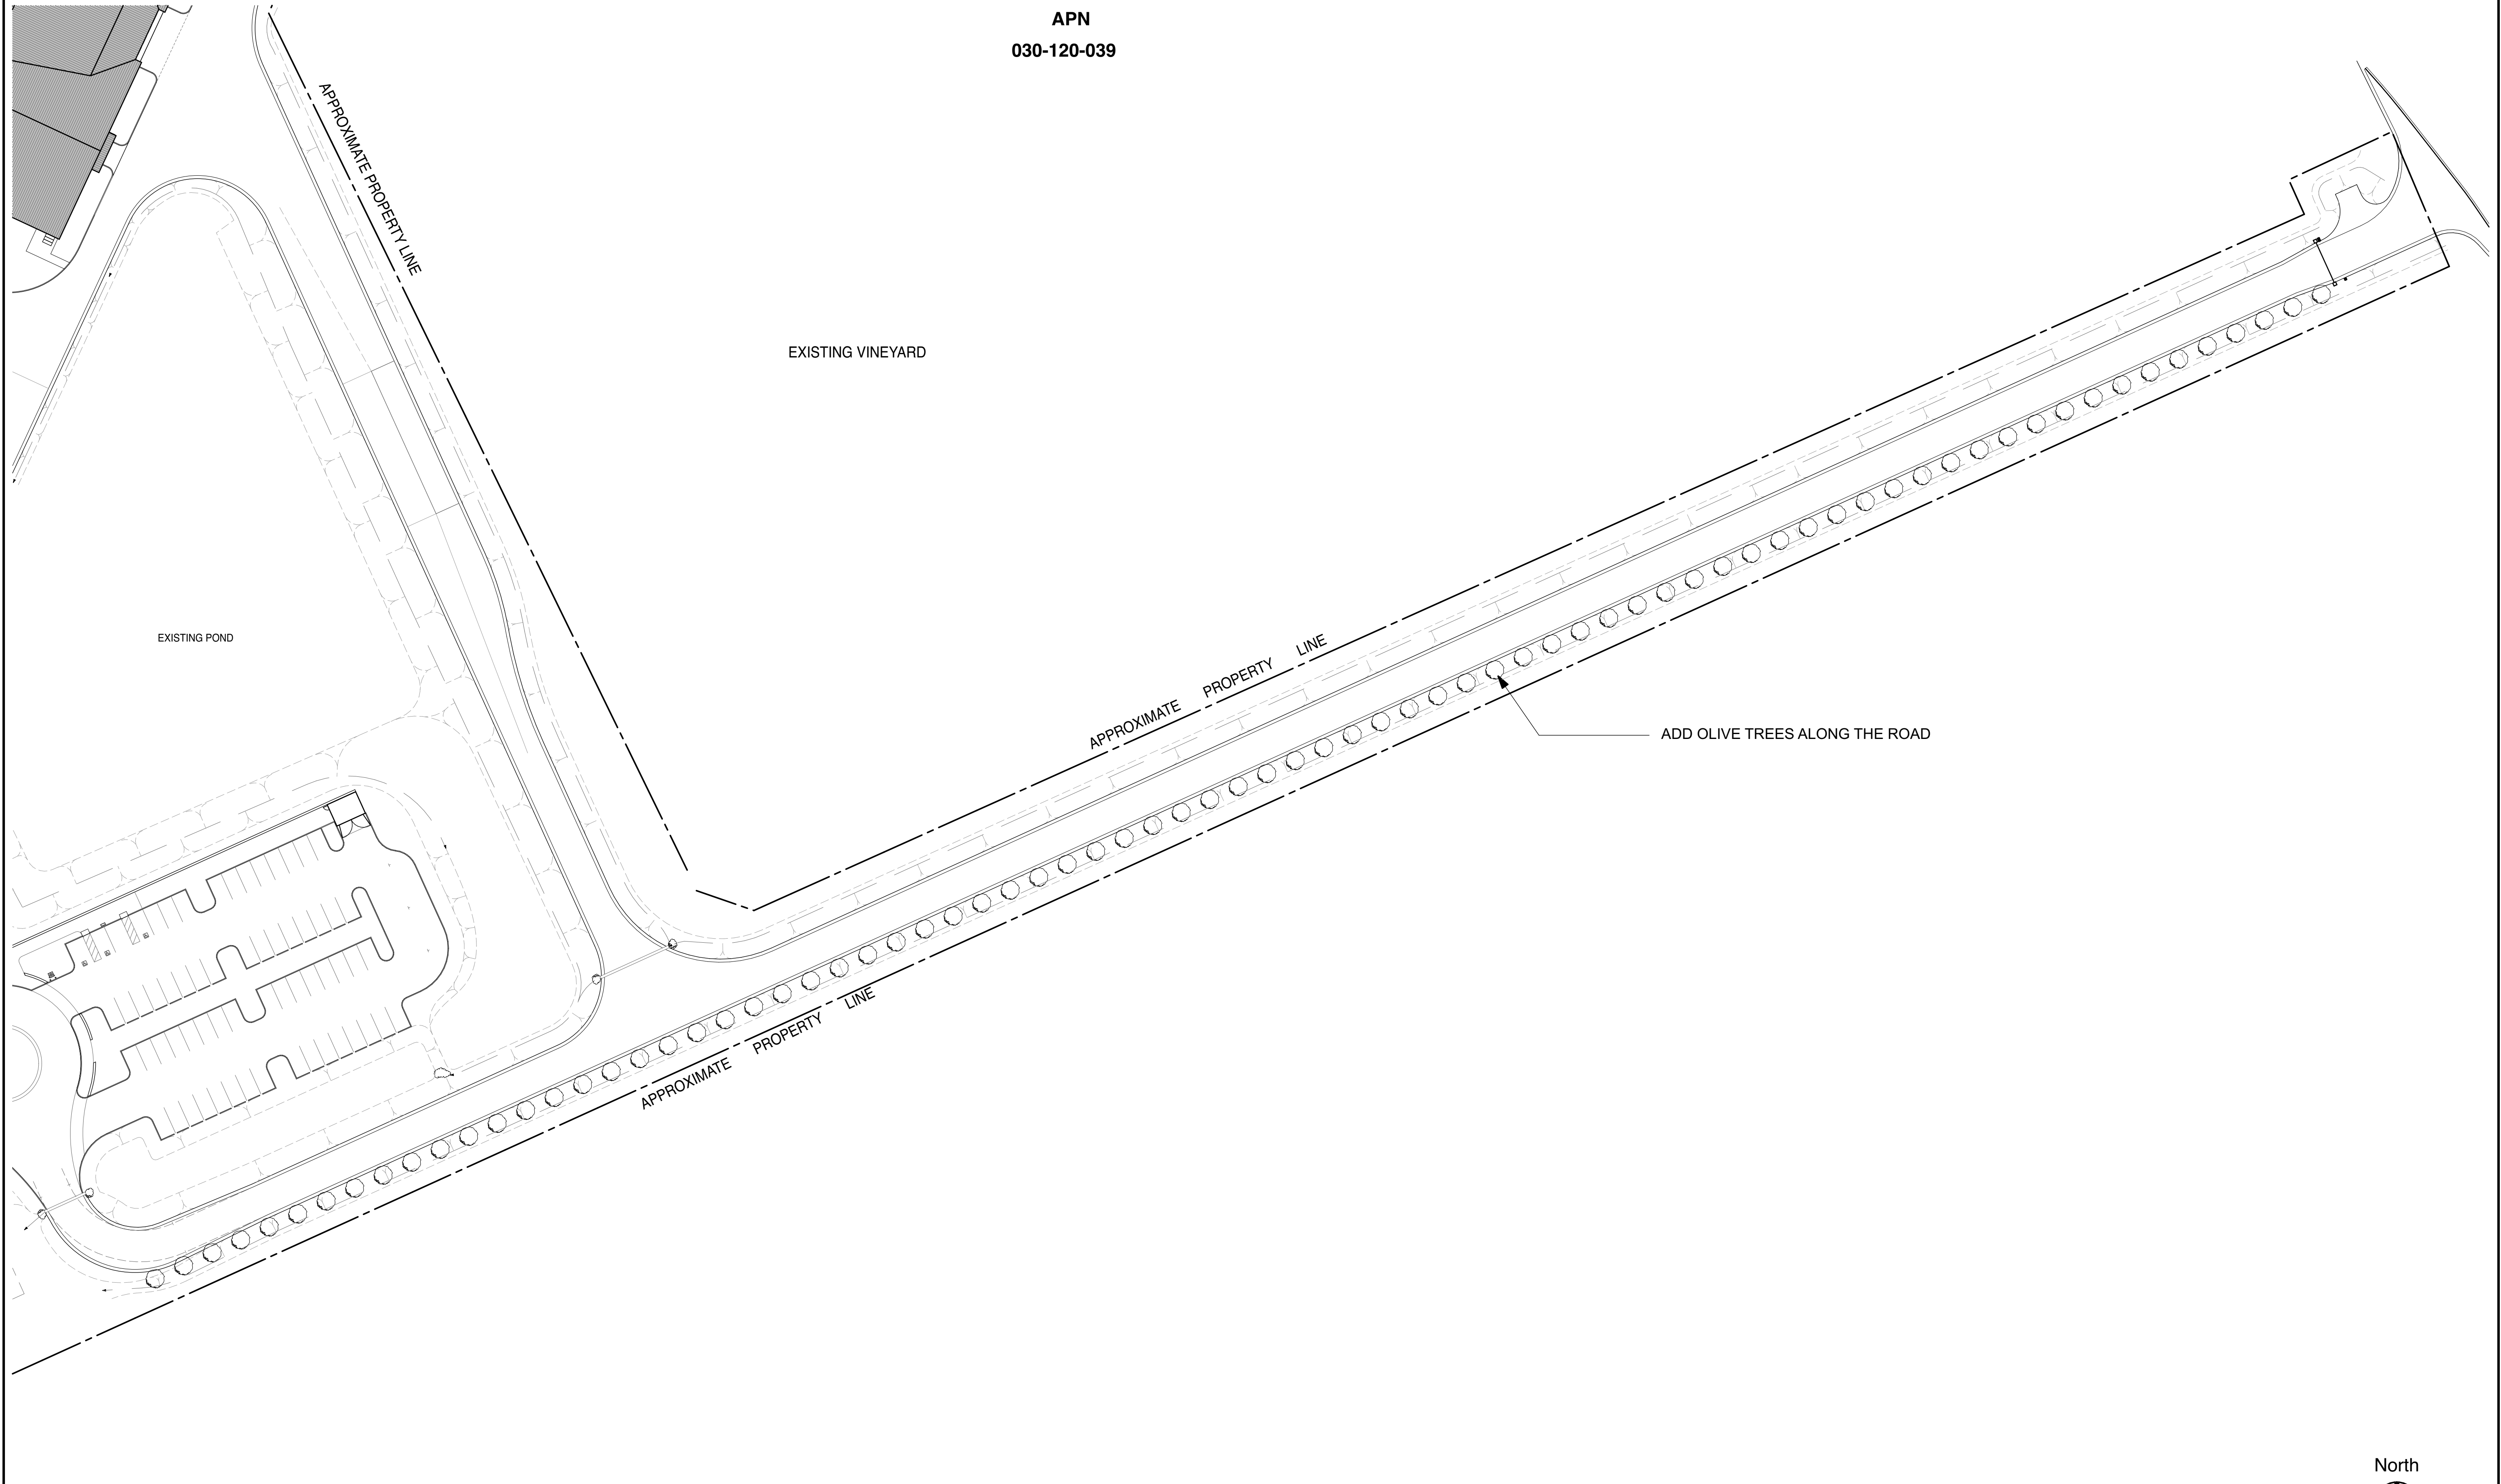 APN
030-120-039
APPROXIMATE PROPERTY LINE
EXISTING VINEYARD
EXISTING POND
APPROXIMATE PROPERTY LINE
ADD OLIVE TREES ALONG THE ROAD
APPROXIMATE PROPERTY LINE
North